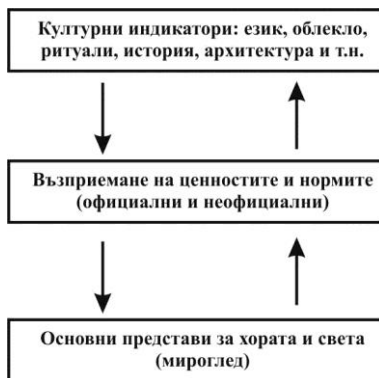 Културни индикатори: език, облекло,
ритуали, история, архитектура и т.н.
Възприемане на ценностите и нормите
(официални и неофициални)
Основни представи за хората и света
(мироглед)